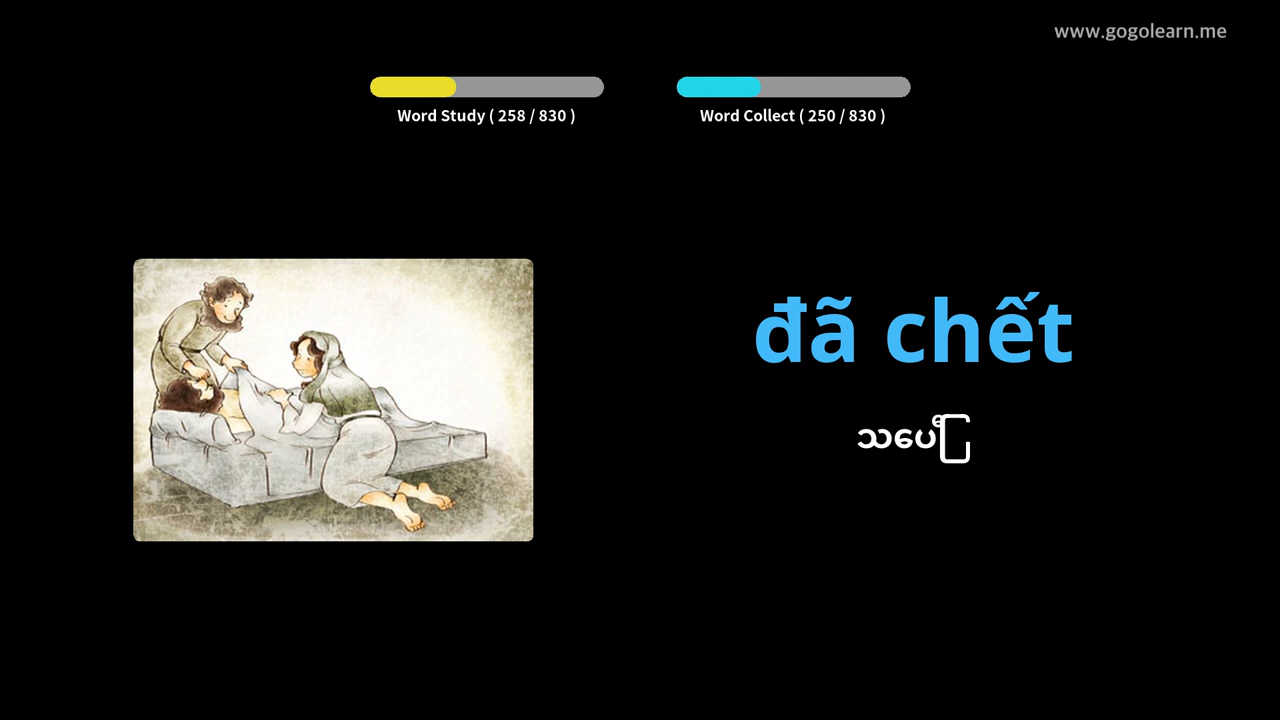 www.gogolearn.me
Word Study ( 258 / 830 )
Word Collect ( 250 / 830 )
đã chết
သေပြီ